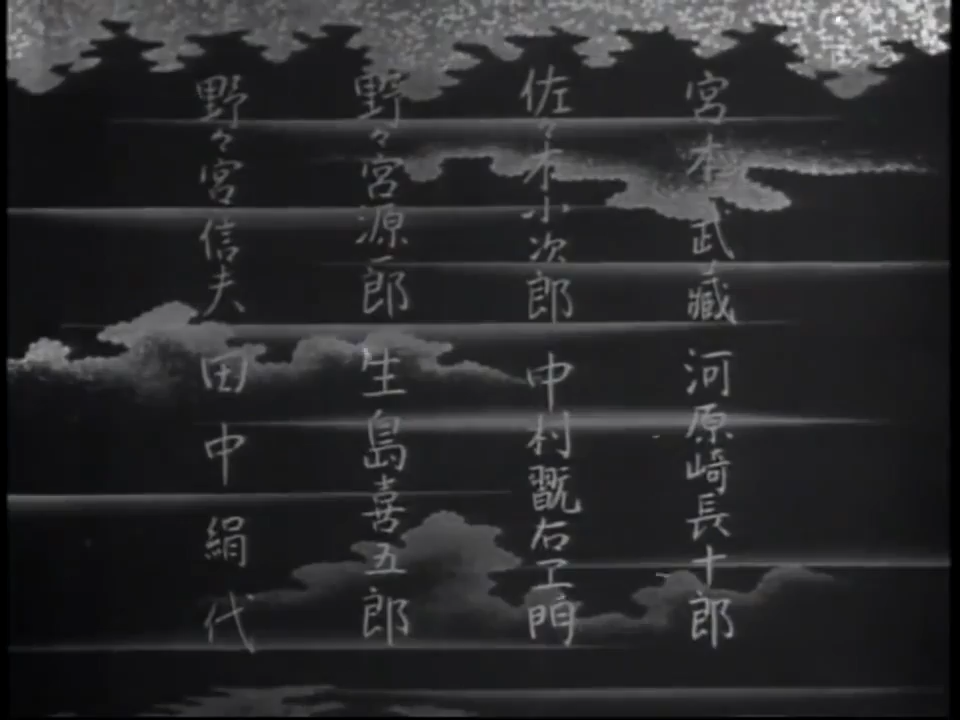 宮本武蔵 河原崎長十郎
佐々木小次郎 中村翫右エ門
野々宮源一郎 生島喜五郎
野々宮信夫 田中絹代